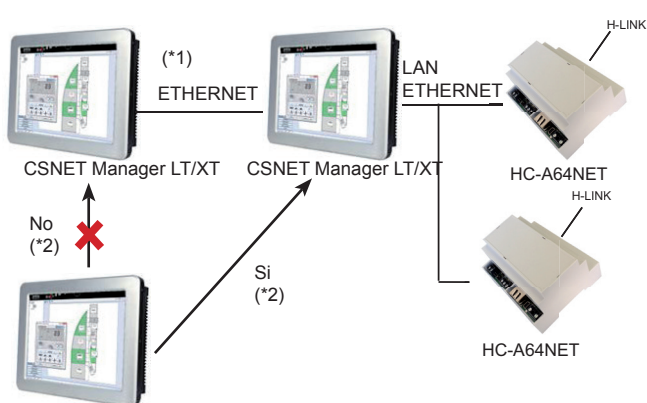 H-LINK
(*1)
ETHERNET
LAN
ETHERNET
CSNET Manager LT/XT
CSNET Manager LT/XT
HC-A64NET
H-LINK
No
(*2)
Si
(*2)
HC-A64NET